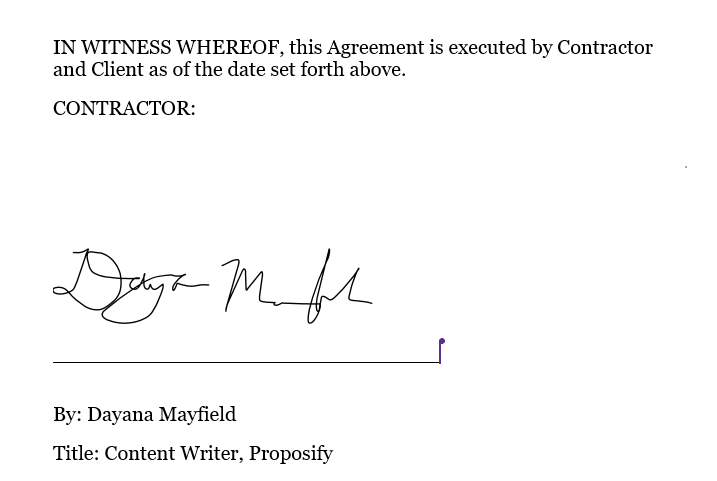 IN WITNESS WHEREOF, this Agreement is executed by Contractor
and Client as of the date set forth above.
CONTRACTOR:
Dayana Mayfield
By: Dayana Mayfield
Title: Content Writer, Proposify